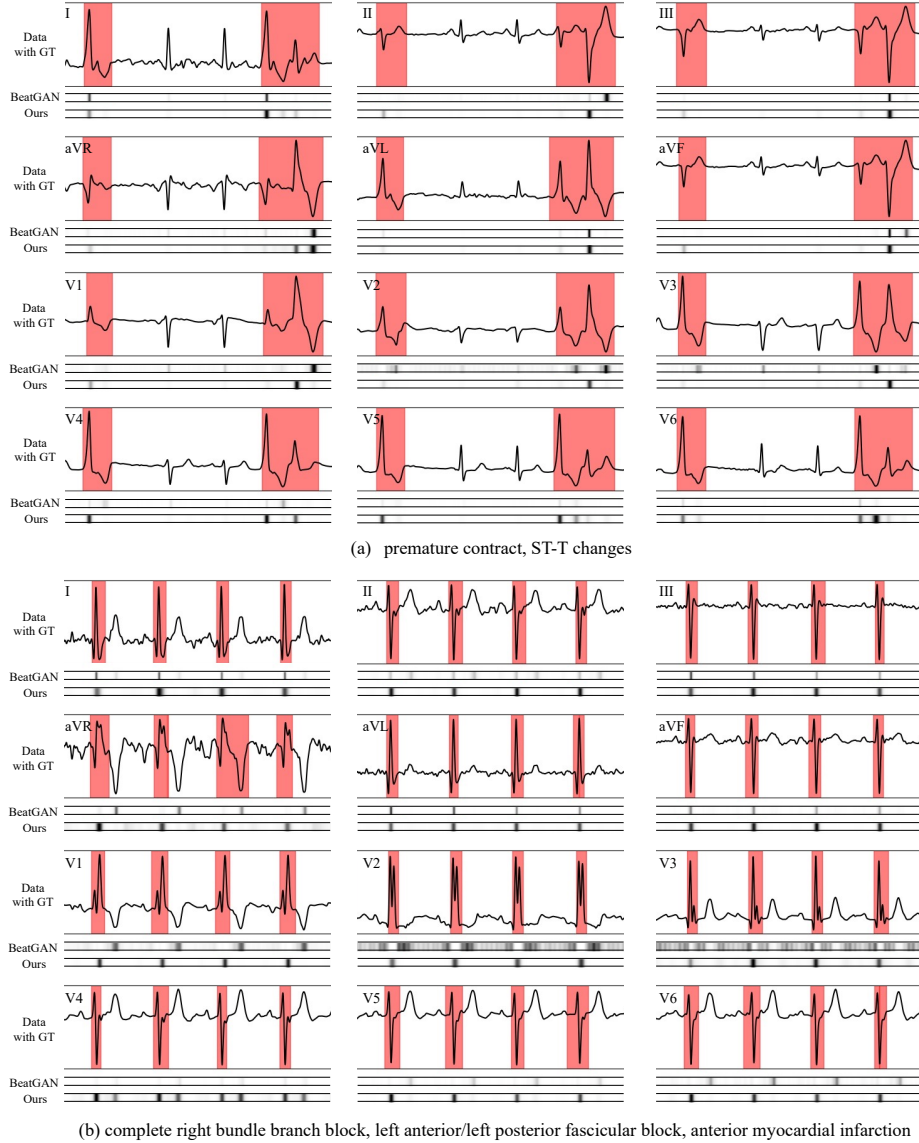 I II III
Data
with GT
BeatGAN
Ours
aVR aVL aVF
Data
with GT
BeatGAN
Ours
V1 V2 V3
Data
with GT
BeatGAN
Ours
V4 V5 V6
Data
with GT
BeatGAN
Ours
(a) premature contract, ST-T changes
I II III
Data
with GT
BeatGAN
Ours
aVR aVL aVF
Data
with GT
BeatGAN
Ours
V1 V2 V3
Data
with GT
BeatGAN
Ours
V4 V5 V6
Data
with GT
BeatGAN
Ours
(b) complete right bundle branch block, left anterior/left posterior fascicular block, anterior myocardial infarction